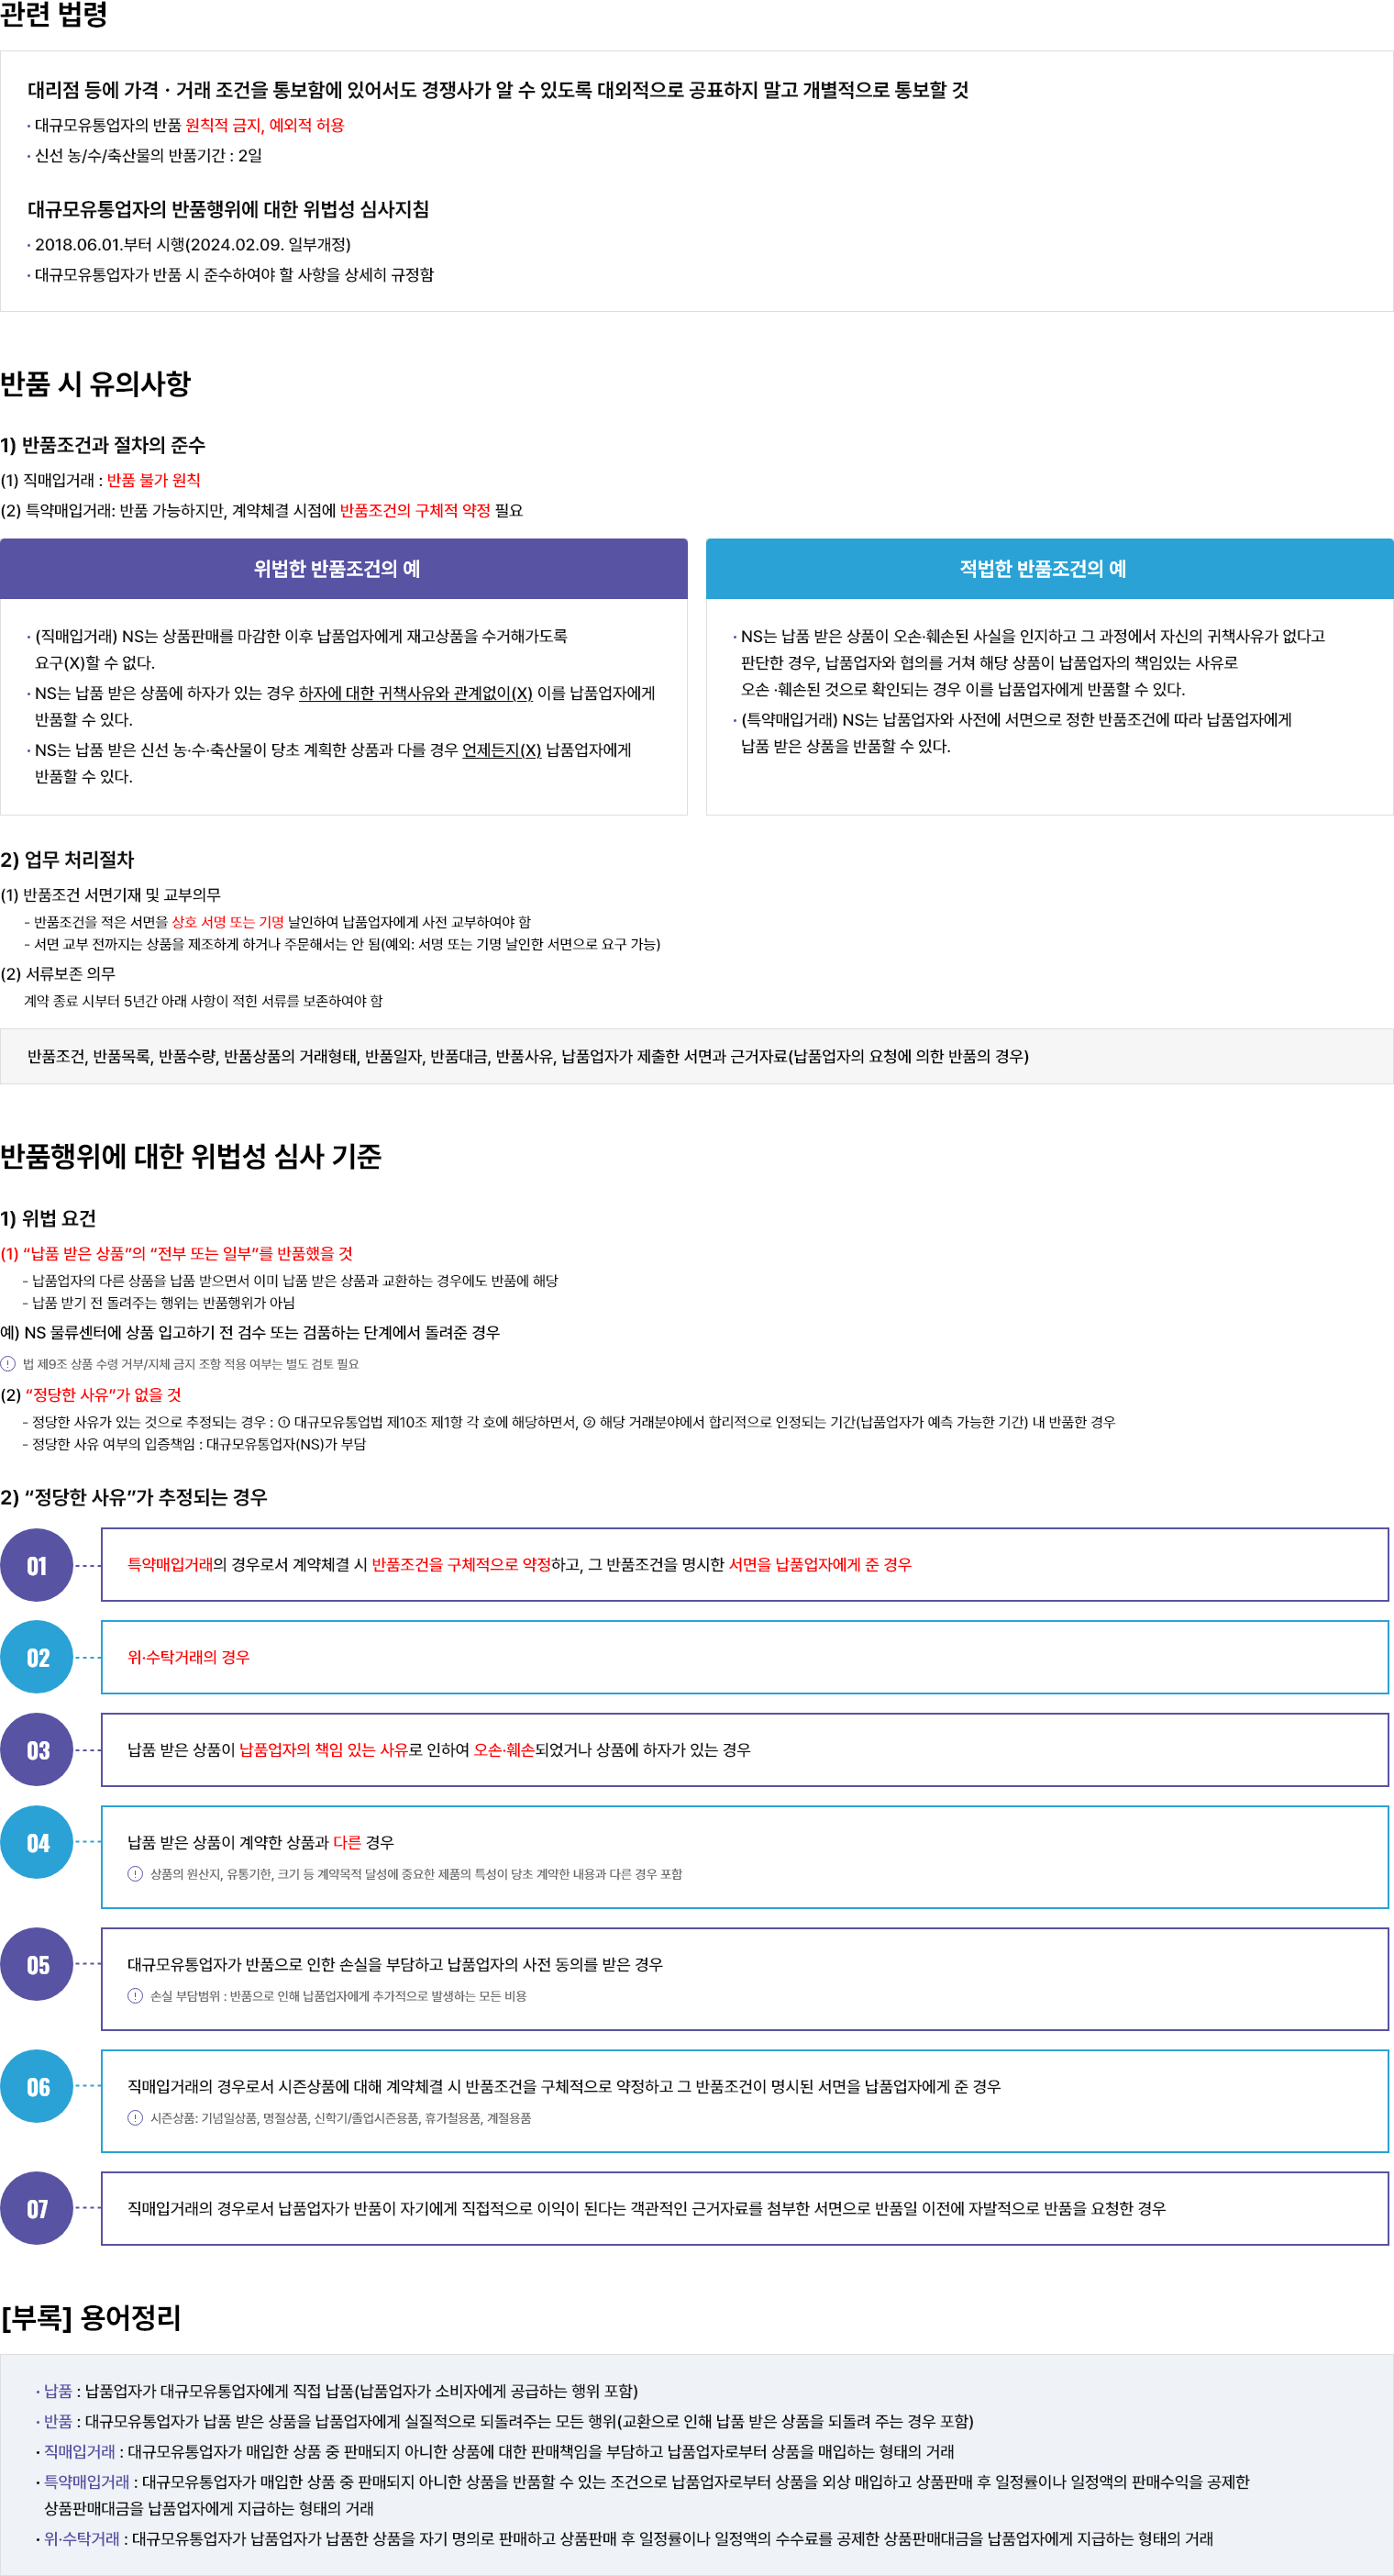 관련 법령
대리점 등에 가격 · 거래 조건을 통보함에 있어서도 경쟁사가 알 수 있도록 대외적으로 공표하지 말고 개별적으로 통보할 것
· 대규모유통업자의 반품 원칙적 금지, 예외적 허용
· 신선 농/수/축산물의 반품기간 : 2일
대규모유통업자의 반품행위에 대한 위법성 심사지침
· 2018.06.01.부터 시행(2024.02.09. 일부개정)
· 대규모유통업자가 반품 시 준수하여야 할 사항을 상세히 규정함
반품 시 유의사항
1) 반품조건과 절차의 준수
(1) 직매입거래 : 반품 불가 원칙
(2) 특약매입거래: 반품 가능하지만, 계약체결 시점에 반품조건의 구체적 약정 필요
위법한 반품조건의 예
· (직매입거래) NS는 상품판매를 마감한 이후 납품업자에게 재고상품을 수거해가도록
요구(X)할 수 없다.
· NS는 납품 받은 상품에 하자가 있는 경우 하자에 대한 귀책사유와 관계없이(X) 이를 납품업자에게
반품할 수 있다.
· NS는 납품 받은 신선 농·수·축산물이 당초 계획한 상품과 다를 경우 언제든지(X) 납품업자에게
반품할 수 있다.
적법한 반품조건의 예
· NS는 납품 받은 상품이 오손·훼손된 사실을 인지하고 그 과정에서 자신의 귀책사유가 없다고
판단한 경우, 납품업자와 협의를 거쳐 해당 상품이 납품업자의 책임있는 사유로
오손 ·훼손된 것으로 확인되는 경우 이를 납품업자에게 반품할 수 있다.
· (특약매입거래) NS는 납품업자와 사전에 서면으로 정한 반품조건에 따라 납품업자에게
납품 받은 상품을 반품할 수 있다.
2) 업무 처리절차
(1) 반품조건 서면기재 및 교부의무
- 반품조건을 적은 서면을 상호 서명 또는 기명 날인하여 납품업자에게 사전 교부하여야 함
- 서면 교부 전까지는 상품을 제조하게 하거나 주문해서는 안 됨(예외: 서명 또는 기명 날인한 서면으로 요구 가능)
(2) 서류보존 의무
계약 종료 시부터 5년간 아래 사항이 적힌 서류를 보존하여야 함
반품조건, 반품목록, 반품수량, 반품상품의 거래형태, 반품일자, 반품대금, 반품사유, 납품업자가 제출한 서면과 근거자료(납품업자의 요청에 의한 반품의 경우)
반품행위에 대한 위법성 심사 기준
1) 위법 요건
(1) “납품 받은 상품”의 “전부 또는 일부”를 반품했을 것
- 납품업자의 다른 상품을 납품 받으면서 이미 납품 받은 상품과 교환하는 경우에도 반품에 해당
- 납품 받기 전 돌려주는 행위는 반품행위가 아님
예) NS 물류센터에 상품 입고하기 전 검수 또는 검품하는 단계에서 돌려준 경우
! 법 제9조 상품 수령 거부/지체 금지 조항 적용 여부는 별도 검토 필요
(2) “정당한 사유”가 없을 것
- 정당한 사유가 있는 것으로 추정되는 경우 : ① 대규모유통업법 제10조 제1항 각 호에 해당하면서, ② 해당 거래분야에서 합리적으로 인정되는 기간(납품업자가 예측 가능한 기간) 내 반품한 경우
- 정당한 사유 여부의 입증책임 : 대규모유통업자(NS)가 부담
2) “정당한 사유”가 추정되는 경우
01 특약매입거래의 경우로서 계약체결 시 반품조건을 구체적으로 약정하고, 그 반품조건을 명시한 서면을 납품업자에게 준 경우
02 위·수탁거래의 경우
03 납품 받은 상품이 납품업자의 책임 있는 사유로 인하여 오손·훼손되었거나 상품에 하자가 있는 경우
04 납품 받은 상품이 계약한 상품과 다른 경우
! 상품의 원산지, 유통기한, 크기 등 계약목적 달성에 중요한 제품의 특성이 당초 계약한 내용과 다른 경우 포함
05 대규모유통업자가 반품으로 인한 손실을 부담하고 납품업자의 사전 동의를 받은 경우
! 손실 부담범위 : 반품으로 인해 납품업자에게 추가적으로 발생하는 모든 비용
06 직매입거래의 경우로서 시즌상품에 대해 계약체결 시 반품조건을 구체적으로 약정하고 그 반품조건이 명시된 서면을 납품업자에게 준 경우
! 시즌상품: 기념일상품, 명절상품, 신학기/졸업시즌용품, 휴가철용품, 계절용품
07 직매입거래의 경우로서 납품업자가 반품이 자기에게 직접적으로 이익이 된다는 객관적인 근거자료를 첨부한 서면으로 반품일 이전에 자발적으로 반품을 요청한 경우
[부록] 용어정리
· 납품 : 납품업자가 대규모유통업자에게 직접 납품(납품업자가 소비자에게 공급하는 행위 포함)
· 반품 : 대규모유통업자가 납품 받은 상품을 납품업자에게 실질적으로 되돌려주는 모든 행위(교환으로 인해 납품 받은 상품을 되돌려 주는 경우 포함)
· 직매입거래 : 대규모유통업자가 매입한 상품 중 판매되지 아니한 상품에 대한 판매책임을 부담하고 납품업자로부터 상품을 매입하는 형태의 거래
· 특약매입거래 : 대규모유통업자가 매입한 상품 중 판매되지 아니한 상품을 반품할 수 있는 조건으로 납품업자로부터 상품을 외상 매입하고 상품판매 후 일정률이나 일정액의 판매수익을 공제한
상품판매대금을 납품업자에게 지급하는 형태의 거래
· 위·수탁거래 : 대규모유통업자가 납품업자가 납품한 상품을 자기 명의로 판매하고 상품판매 후 일정률이나 일정액의 수수료를 공제한 상품판매대금을 납품업자에게 지급하는 형태의 거래